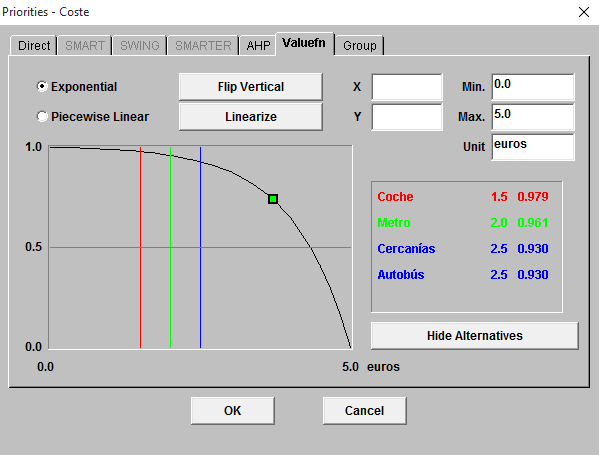 Priorities - Coste
Direct SMART SWING SMARTER AHP Valuefn Group
Exponential Flip Vertical X Min. 0.0
Piecewise Linear Linearize Y Max. 5.0
Unit euros
1.0
Coche 1.5 0.979
Metro 2.0 0.961
0.5 Cercanías 2.5 0.930
Autobús 2.5 0.930
Hide Alternatives
0.0
0.0 5.0 euros
OK Cancel